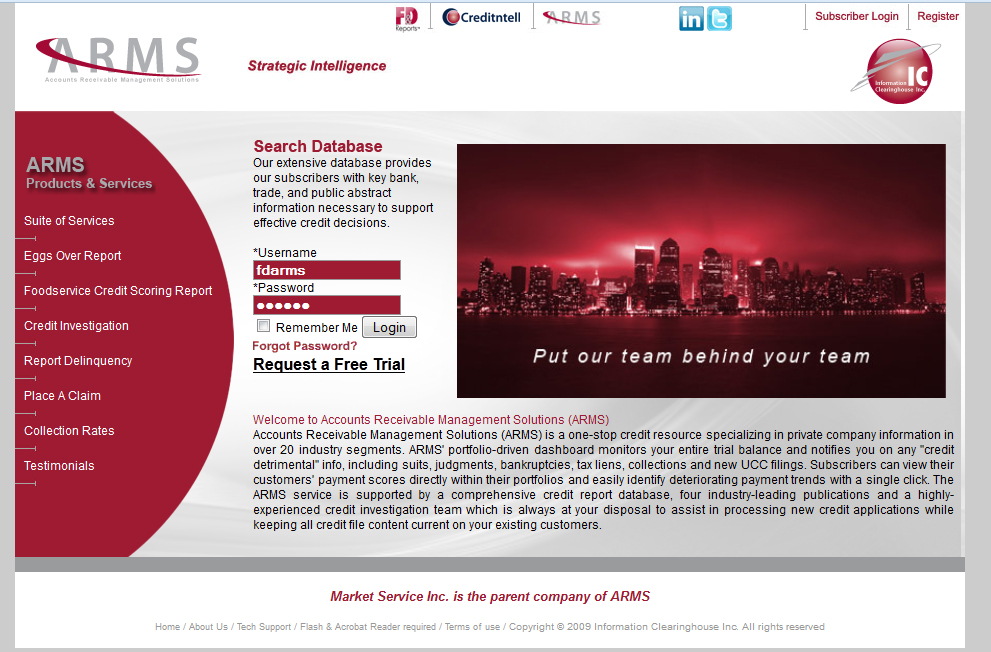 FD
Reports
Creditntell
ARMS
in
t
Subscriber Login
Register
ARMS
Accounts Receivable Management Solutions
Strategic Intelligence
IC
Information
Clearinghouse Inc.
ARMS
Products & Services
Suite of Services
Eggs Over Report
Foodservice Credit Scoring Report
Credit Investigation
Report Delinquency
Place A Claim
Collection Rates
Testimonials
Search Database
Our extensive database provides
our subscribers with key bank,
trade, and public abstract
information necessary to support
effective credit decisions.
*Username
fdarms
*Password
●●●●●●
Remember Me
Login
Forgot Password?
Request a Free Trial
Put our team behind your team
Welcome to Accounts Receivable Management Solutions (ARMS)
Accounts Receivable Management Solutions (ARMS) is a one-stop credit resource specializing in private company information in
over 20 industry segments. ARMS' portfolio-driven dashboard monitors your entire trial balance and notifies you on any "credit
detrimental" info, including suits, judgments, bankruptcies, tax liens, collections and new UCC filings. Subscribers can view their
customers' payment scores directly within their portfolios and easily identify deteriorating payment trends with a single click. The
ARMS service is supported by a comprehensive credit report database, four industry-leading publications and a highly-
experienced credit investigation team which is always at your disposal to assist in processing new credit applications while
keeping all credit file content current on your existing customers.
Market Service Inc. is the parent company of ARMS
Home / About Us / Tech Support / Flash & Acrobat Reader required / Terms of use / Copyright © 2009 Information Clearinghouse Inc. All rights reserved